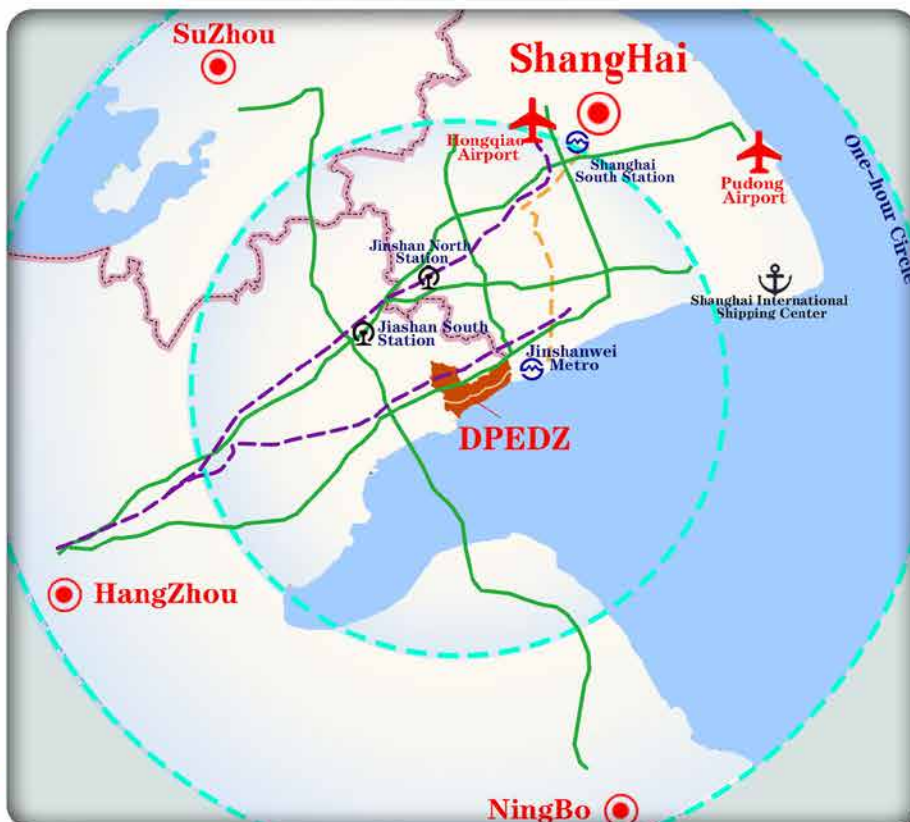 SuZhou
ShangHai
Hongqiao
Airport
Shanghai
South Station
Pudong
Airport
One-hour Circle
Jinshan North
Station
Shanghai International
Shipping Center
Jiashan South
Station
Jinshanwei
Metro
DPEDZ
HangZhou
NingBo